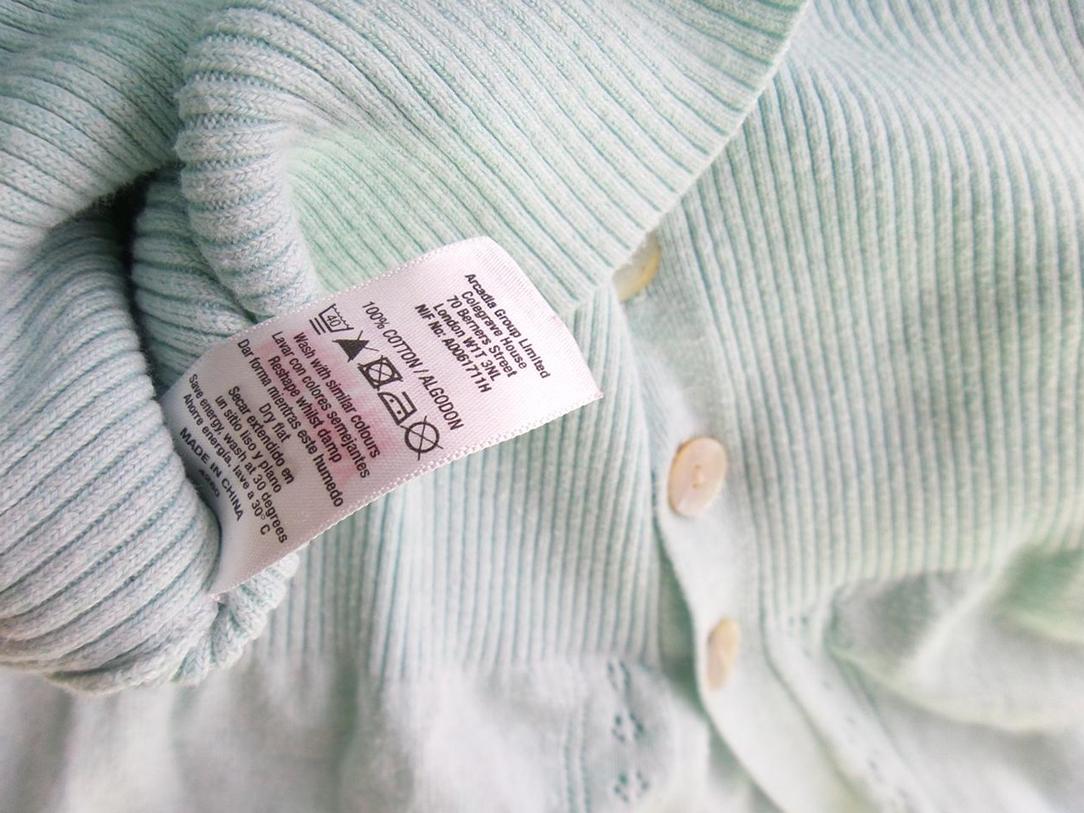 Arcadia Group Limited
Colegrave House
70 Berners Street
London W1T 3NL
NIF No: A0061711H
100% COTTON / ALGODON
40
Wash with similar colours
Lavar con colores semejantes
Reshape whilst damp
Dar forma mientras este humedo
Dry flat
Secar extendido en
un sitio liso y plano
Save energy, wash at 30 degrees
Ahorre energia, lave a 30° C
MADE IN CHINA